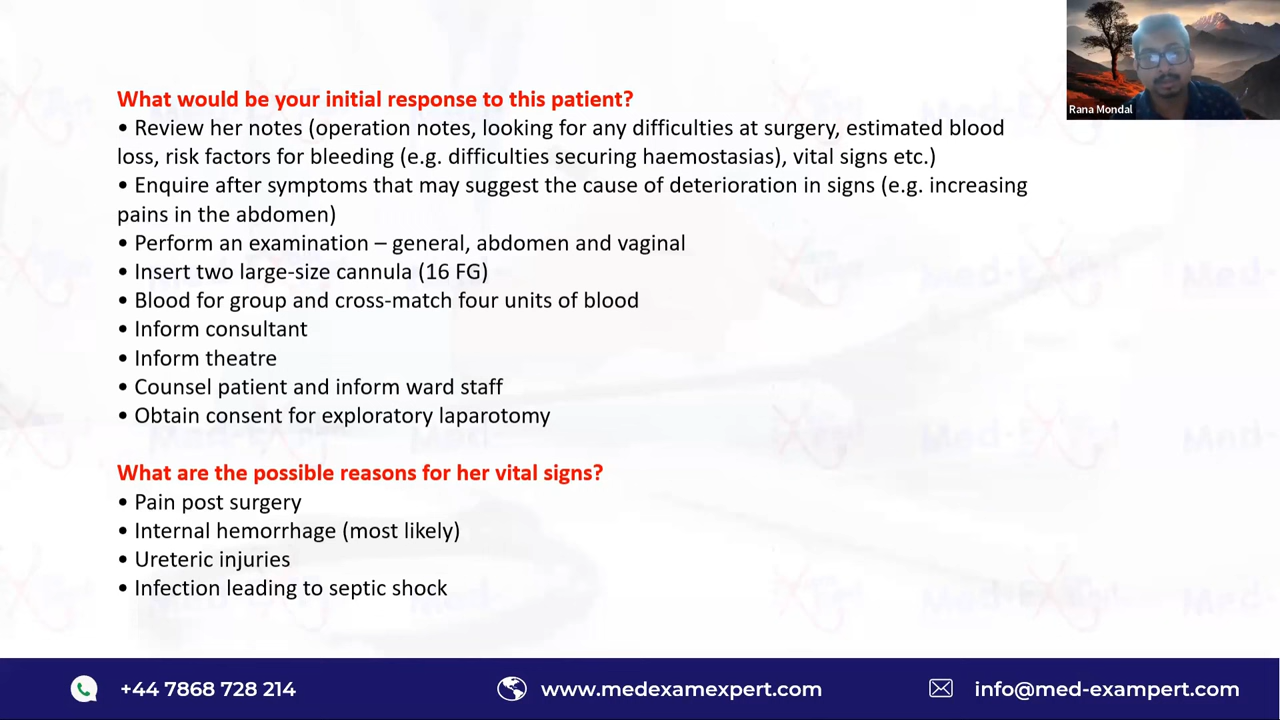 What would be your initial response to this patient?
• Review her notes (operation notes, looking for any difficulties at surgery, estimated blood
loss, risk factors for bleeding (e.g. difficulties securing haemostasias), vital signs etc.)
• Enquire after symptoms that may suggest the cause of deterioration in signs (e.g. increasing
pains in the abdomen)
• Perform an examination – general, abdomen and vaginal
• Insert two large-size cannula (16 FG)
• Blood for group and cross-match four units of blood
• Inform consultant
• Inform theatre
• Counsel patient and inform ward staff
• Obtain consent for exploratory laparotomy
What are the possible reasons for her vital signs?
• Pain post surgery
• Internal hemorrhage (most likely)
• Ureteric injuries
• Infection leading to septic shock
Rana Mondal
+44 7868 728 214
www.medexamexpert.com
info@med-exampert.com